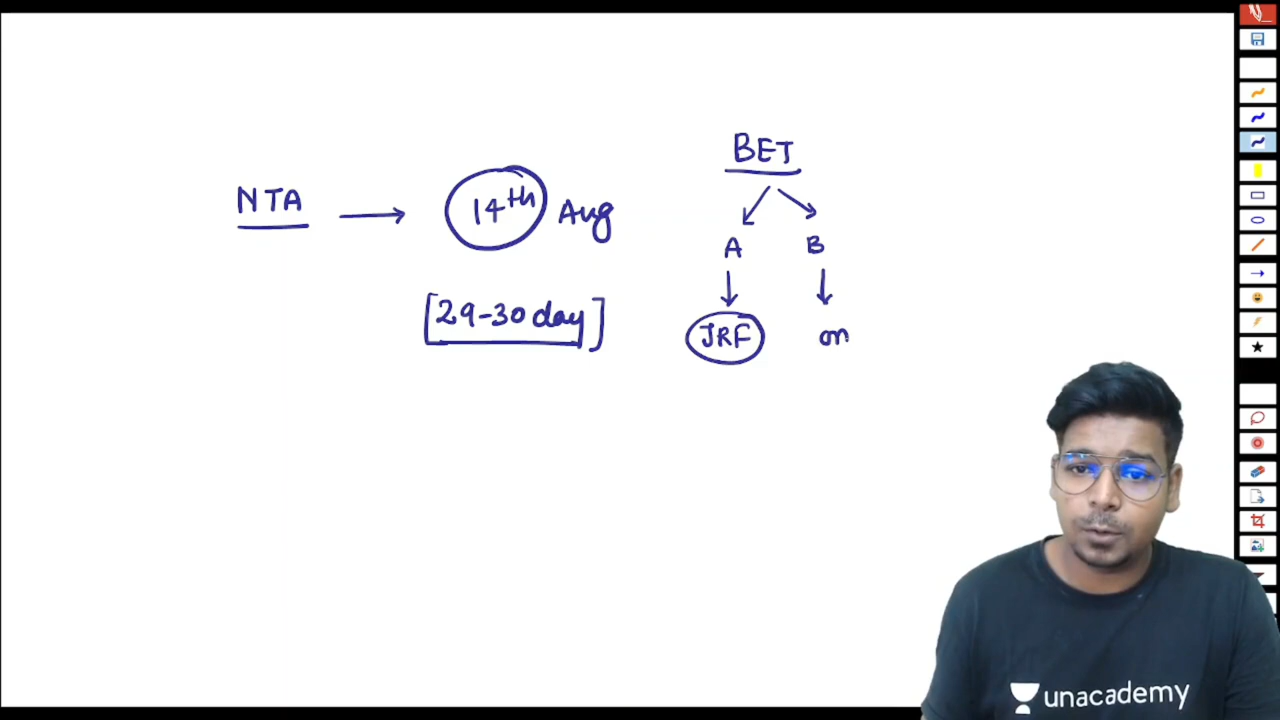 BET
NTA → 14th Aug
A B
[29-30 day]
JRF on
unacademy